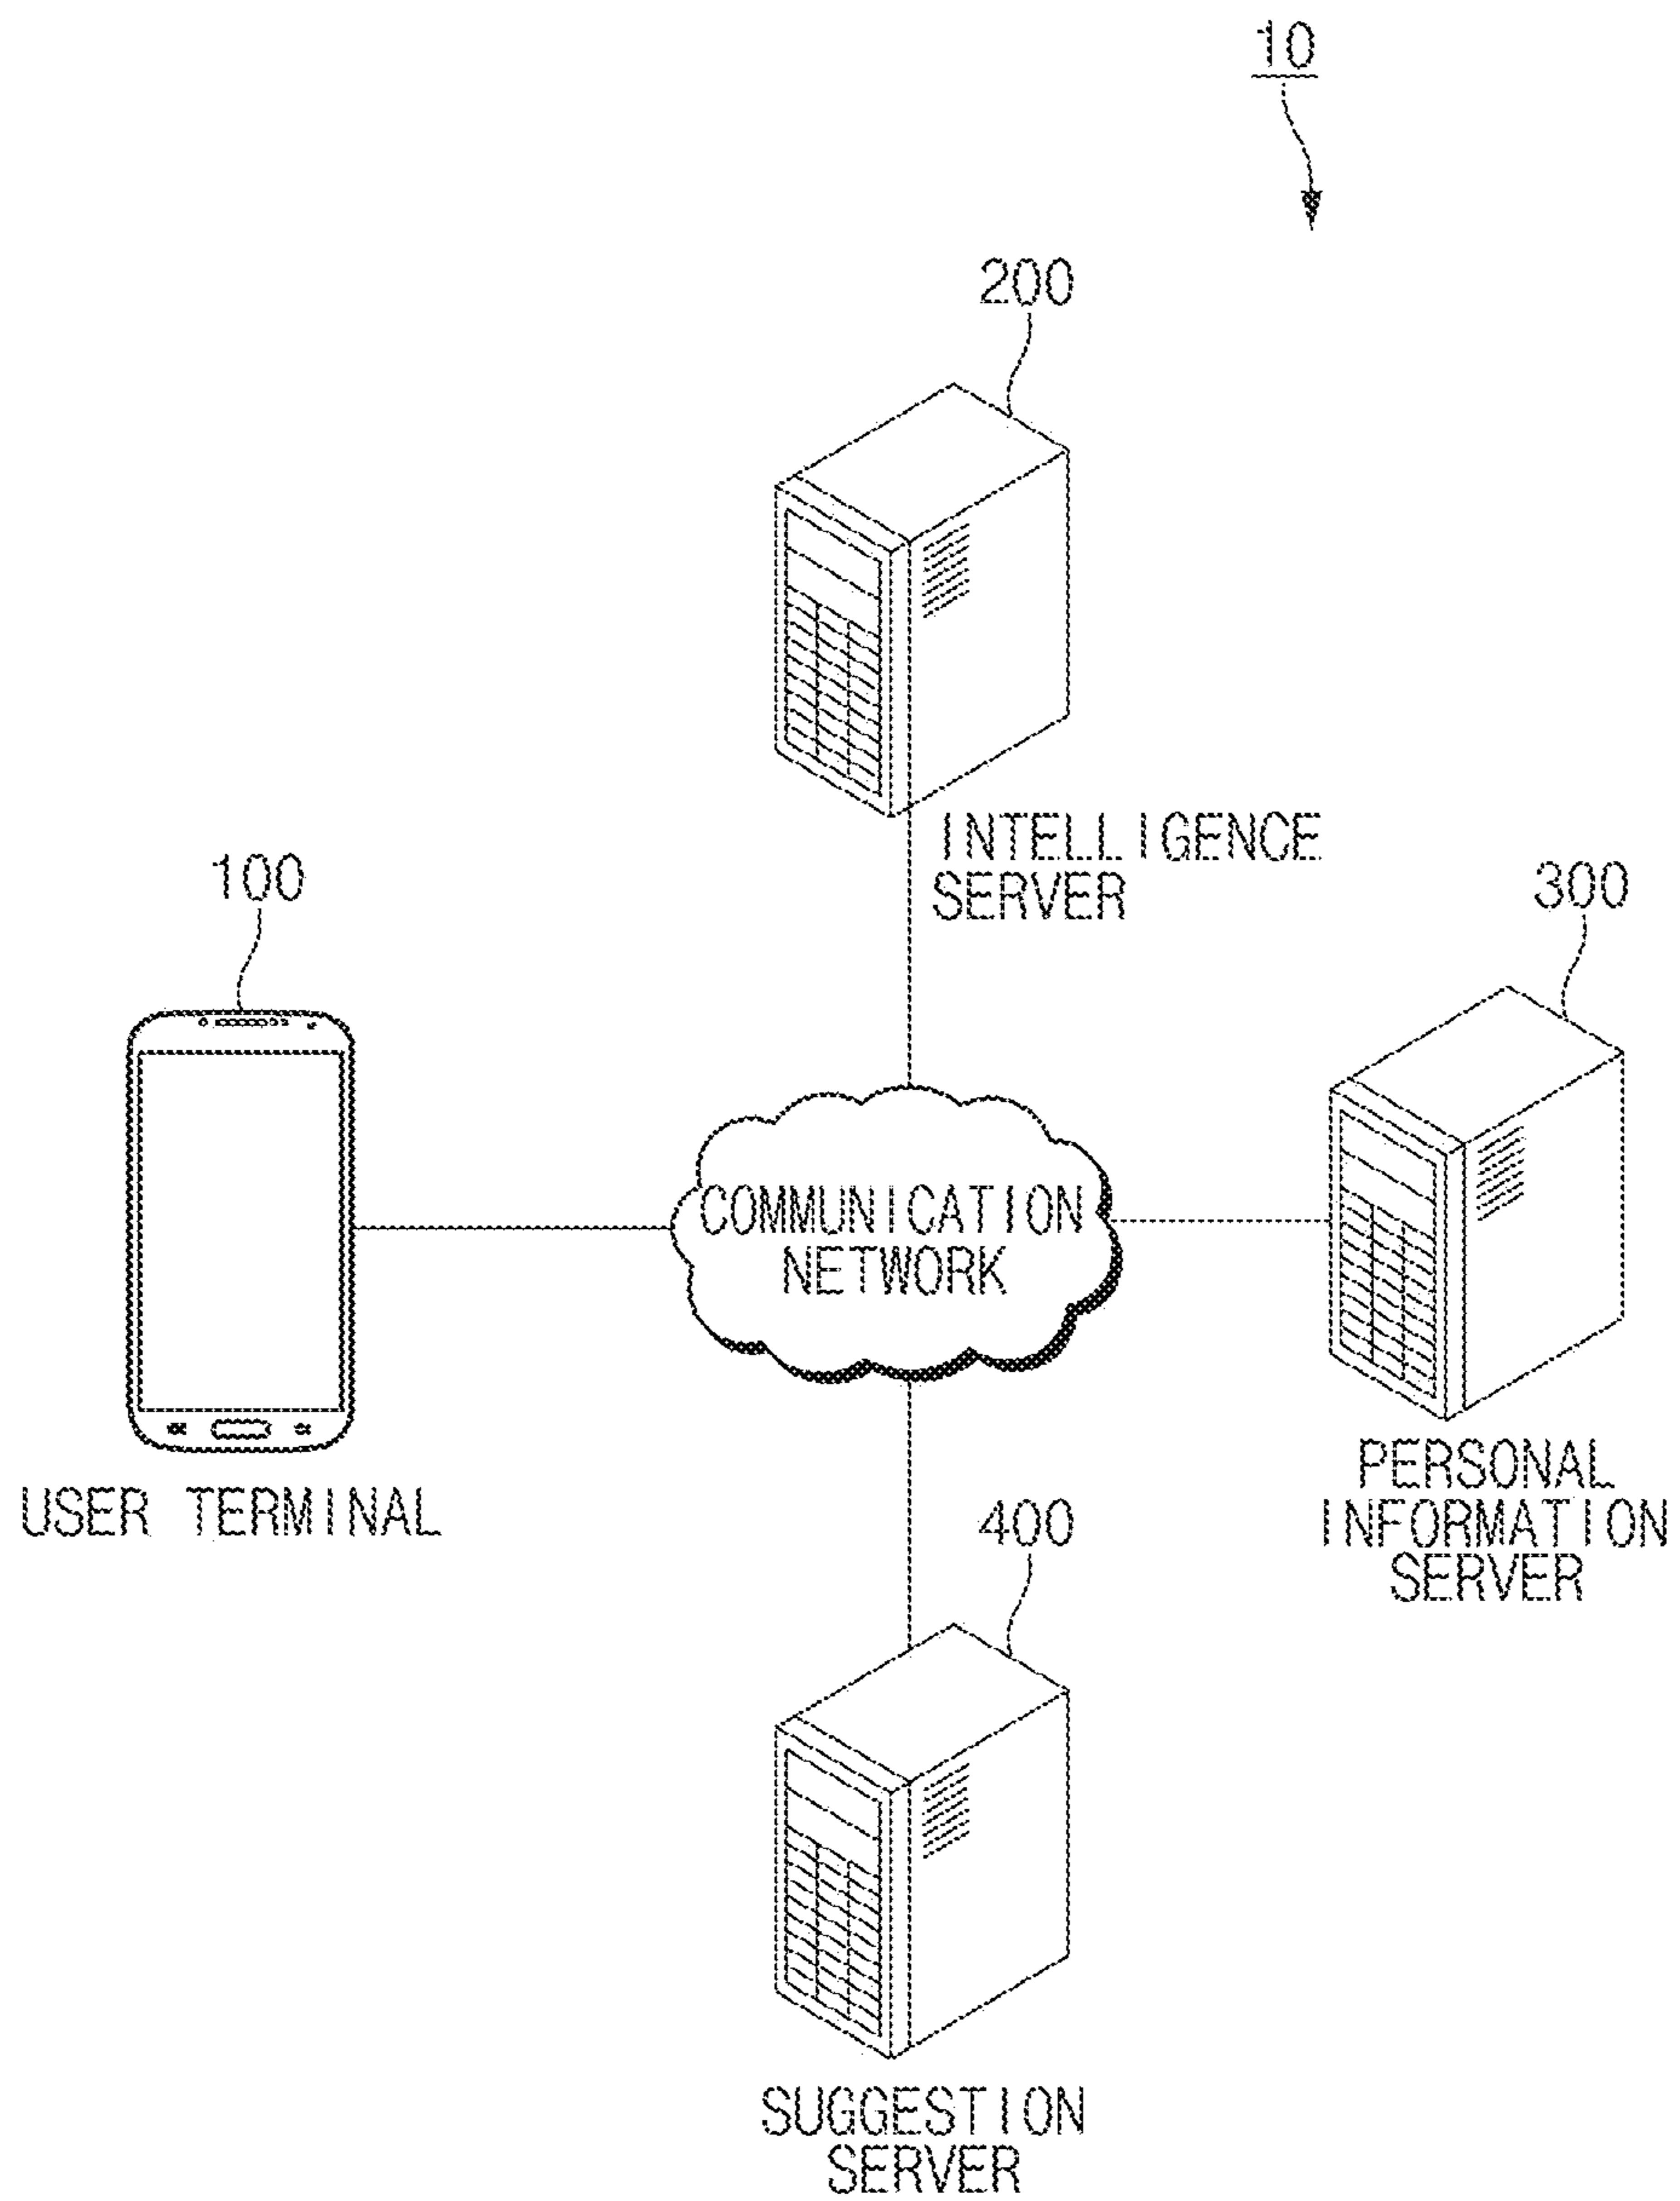 10
200
INTELLIGENCE
SERVER
100
300
COMMUNICATION
NETWORK
USER TERMINAL
PERSONAL
INFORMATION
SERVER
400
SUGGESTION
SERVER